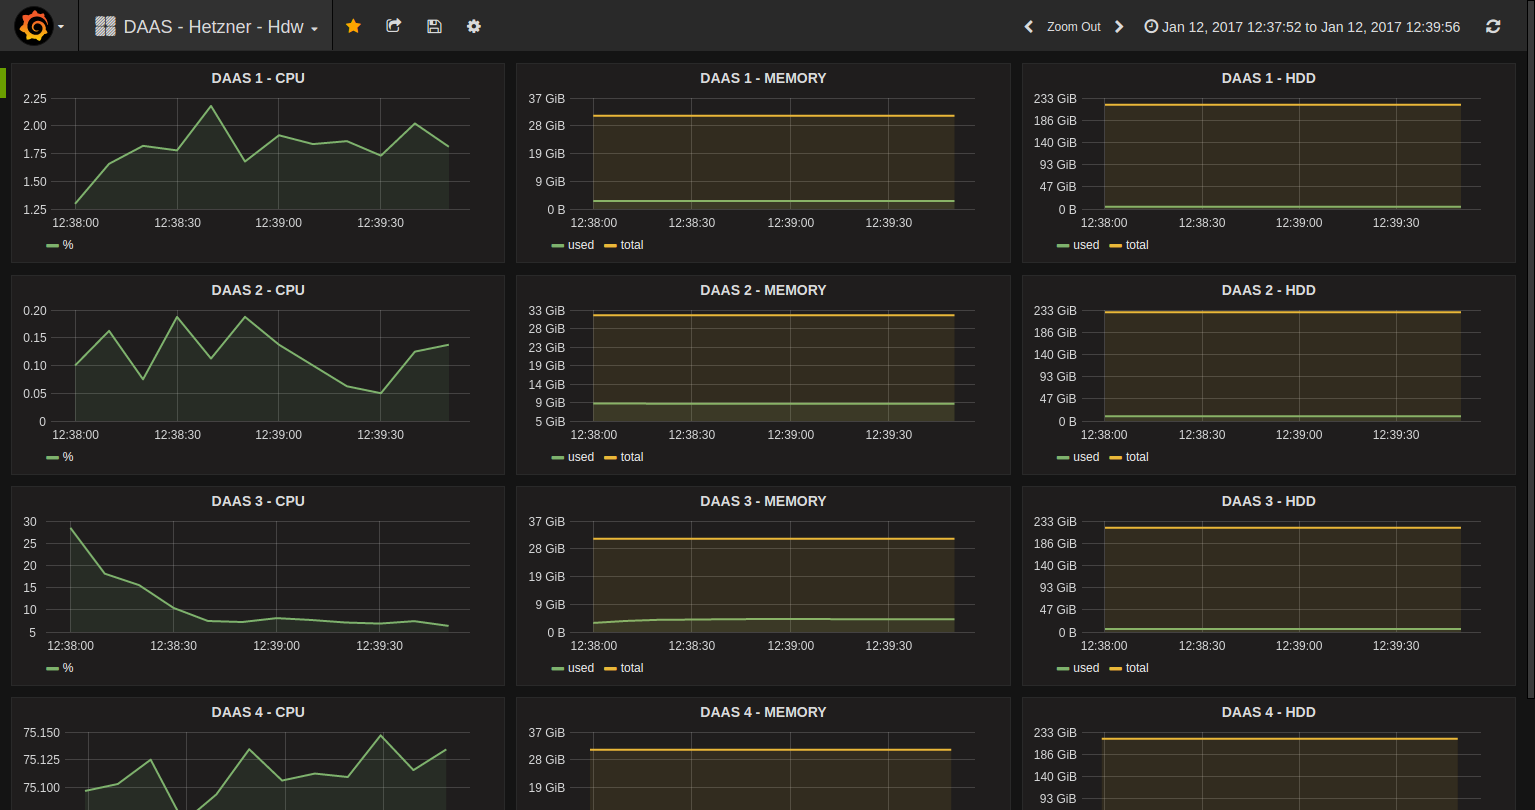 DAAS - Hetzner - Hdw
Zoom Out
Jan 12, 2017 12:37:52 to Jan 12, 2017 12:39:56
DAAS 1 - CPU
2.25
2.00
1.75
1.50
1.25
12:38:00 12:38:30 12:39:00 12:39:30
%
DAAS 1 - MEMORY
37 GiB
28 GiB
19 GiB
9 GiB
0 B
12:38:00 12:38:30 12:39:00 12:39:30
used total
DAAS 1 - HDD
233 GiB
186 GiB
140 GiB
93 GiB
47 GiB
0 B
12:38:00 12:38:30 12:39:00 12:39:30
used total
DAAS 2 - CPU
0.20
0.15
0.10
0.05
0
12:38:00 12:38:30 12:39:00 12:39:30
%
DAAS 2 - MEMORY
33 GiB
28 GiB
23 GiB
19 GiB
14 GiB
9 GiB
5 GiB
12:38:00 12:38:30 12:39:00 12:39:30
used total
DAAS 2 - HDD
233 GiB
186 GiB
140 GiB
93 GiB
47 GiB
0 B
12:38:00 12:38:30 12:39:00 12:39:30
used total
DAAS 3 - CPU
30
25
20
15
10
5
12:38:00 12:38:30 12:39:00 12:39:30
%
DAAS 3 - MEMORY
37 GiB
28 GiB
19 GiB
9 GiB
0 B
12:38:00 12:38:30 12:39:00 12:39:30
used total
DAAS 3 - HDD
233 GiB
186 GiB
140 GiB
93 GiB
47 GiB
0 B
12:38:00 12:38:30 12:39:00 12:39:30
used total
DAAS 4 - CPU
75.150
75.125
75.100
DAAS 4 - MEMORY
37 GiB
28 GiB
19 GiB
DAAS 4 - HDD
233 GiB
186 GiB
140 GiB
93 GiB